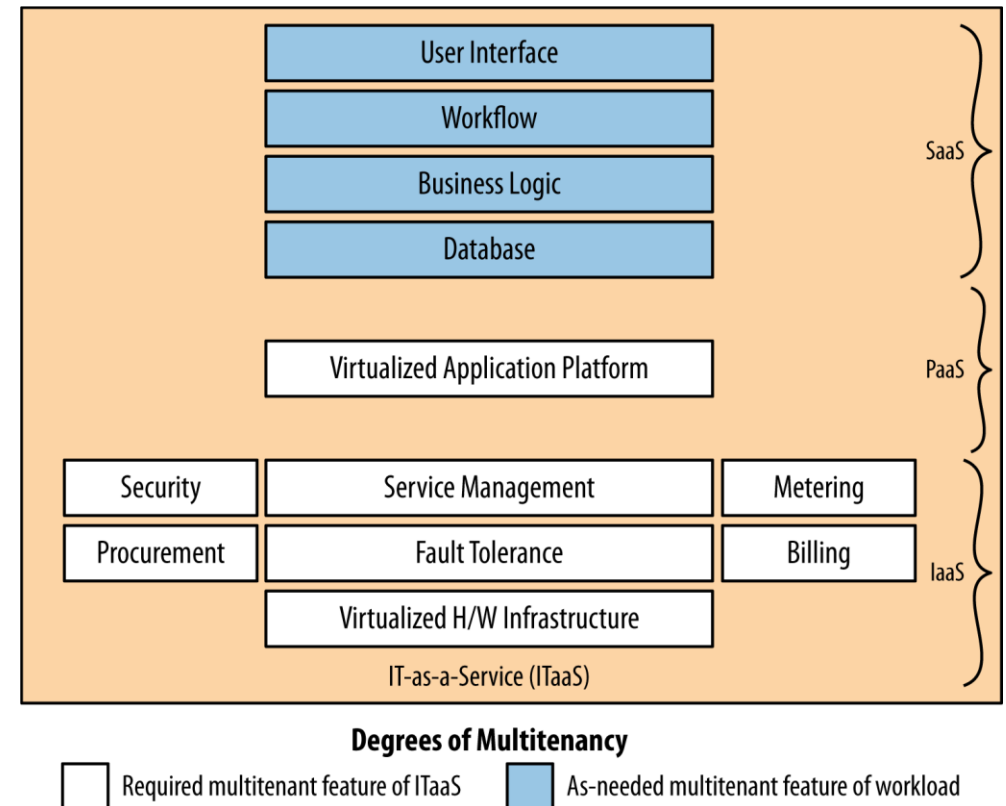 User Interface
Workflow
Business Logic
Database
SaaS
Virtualized Application Platform
PaaS
Security
Service Management
Metering
Procurement
Fault Tolerance
Billing
IaaS
Virtualized H/W Infrastructure
IT-as-a-Service (ITaaS)
Degrees of Multitenancy
Required multitenant feature of ITaaS
As-needed multitenant feature of workload